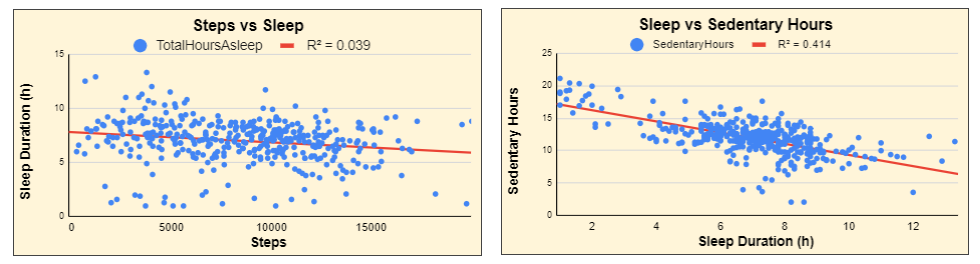 Steps vs Sleep
TotalHoursAsleep R² = 0.039
15
10
5
0
0 5000 10000 15000
Steps
Sleep Duration (h)
Sleep vs Sedentary Hours
SedentaryHours R² = 0.414
25
20
15
10
5
0
2 4 6 8 10 12
Sleep Duration (h)
Sedentary Hours